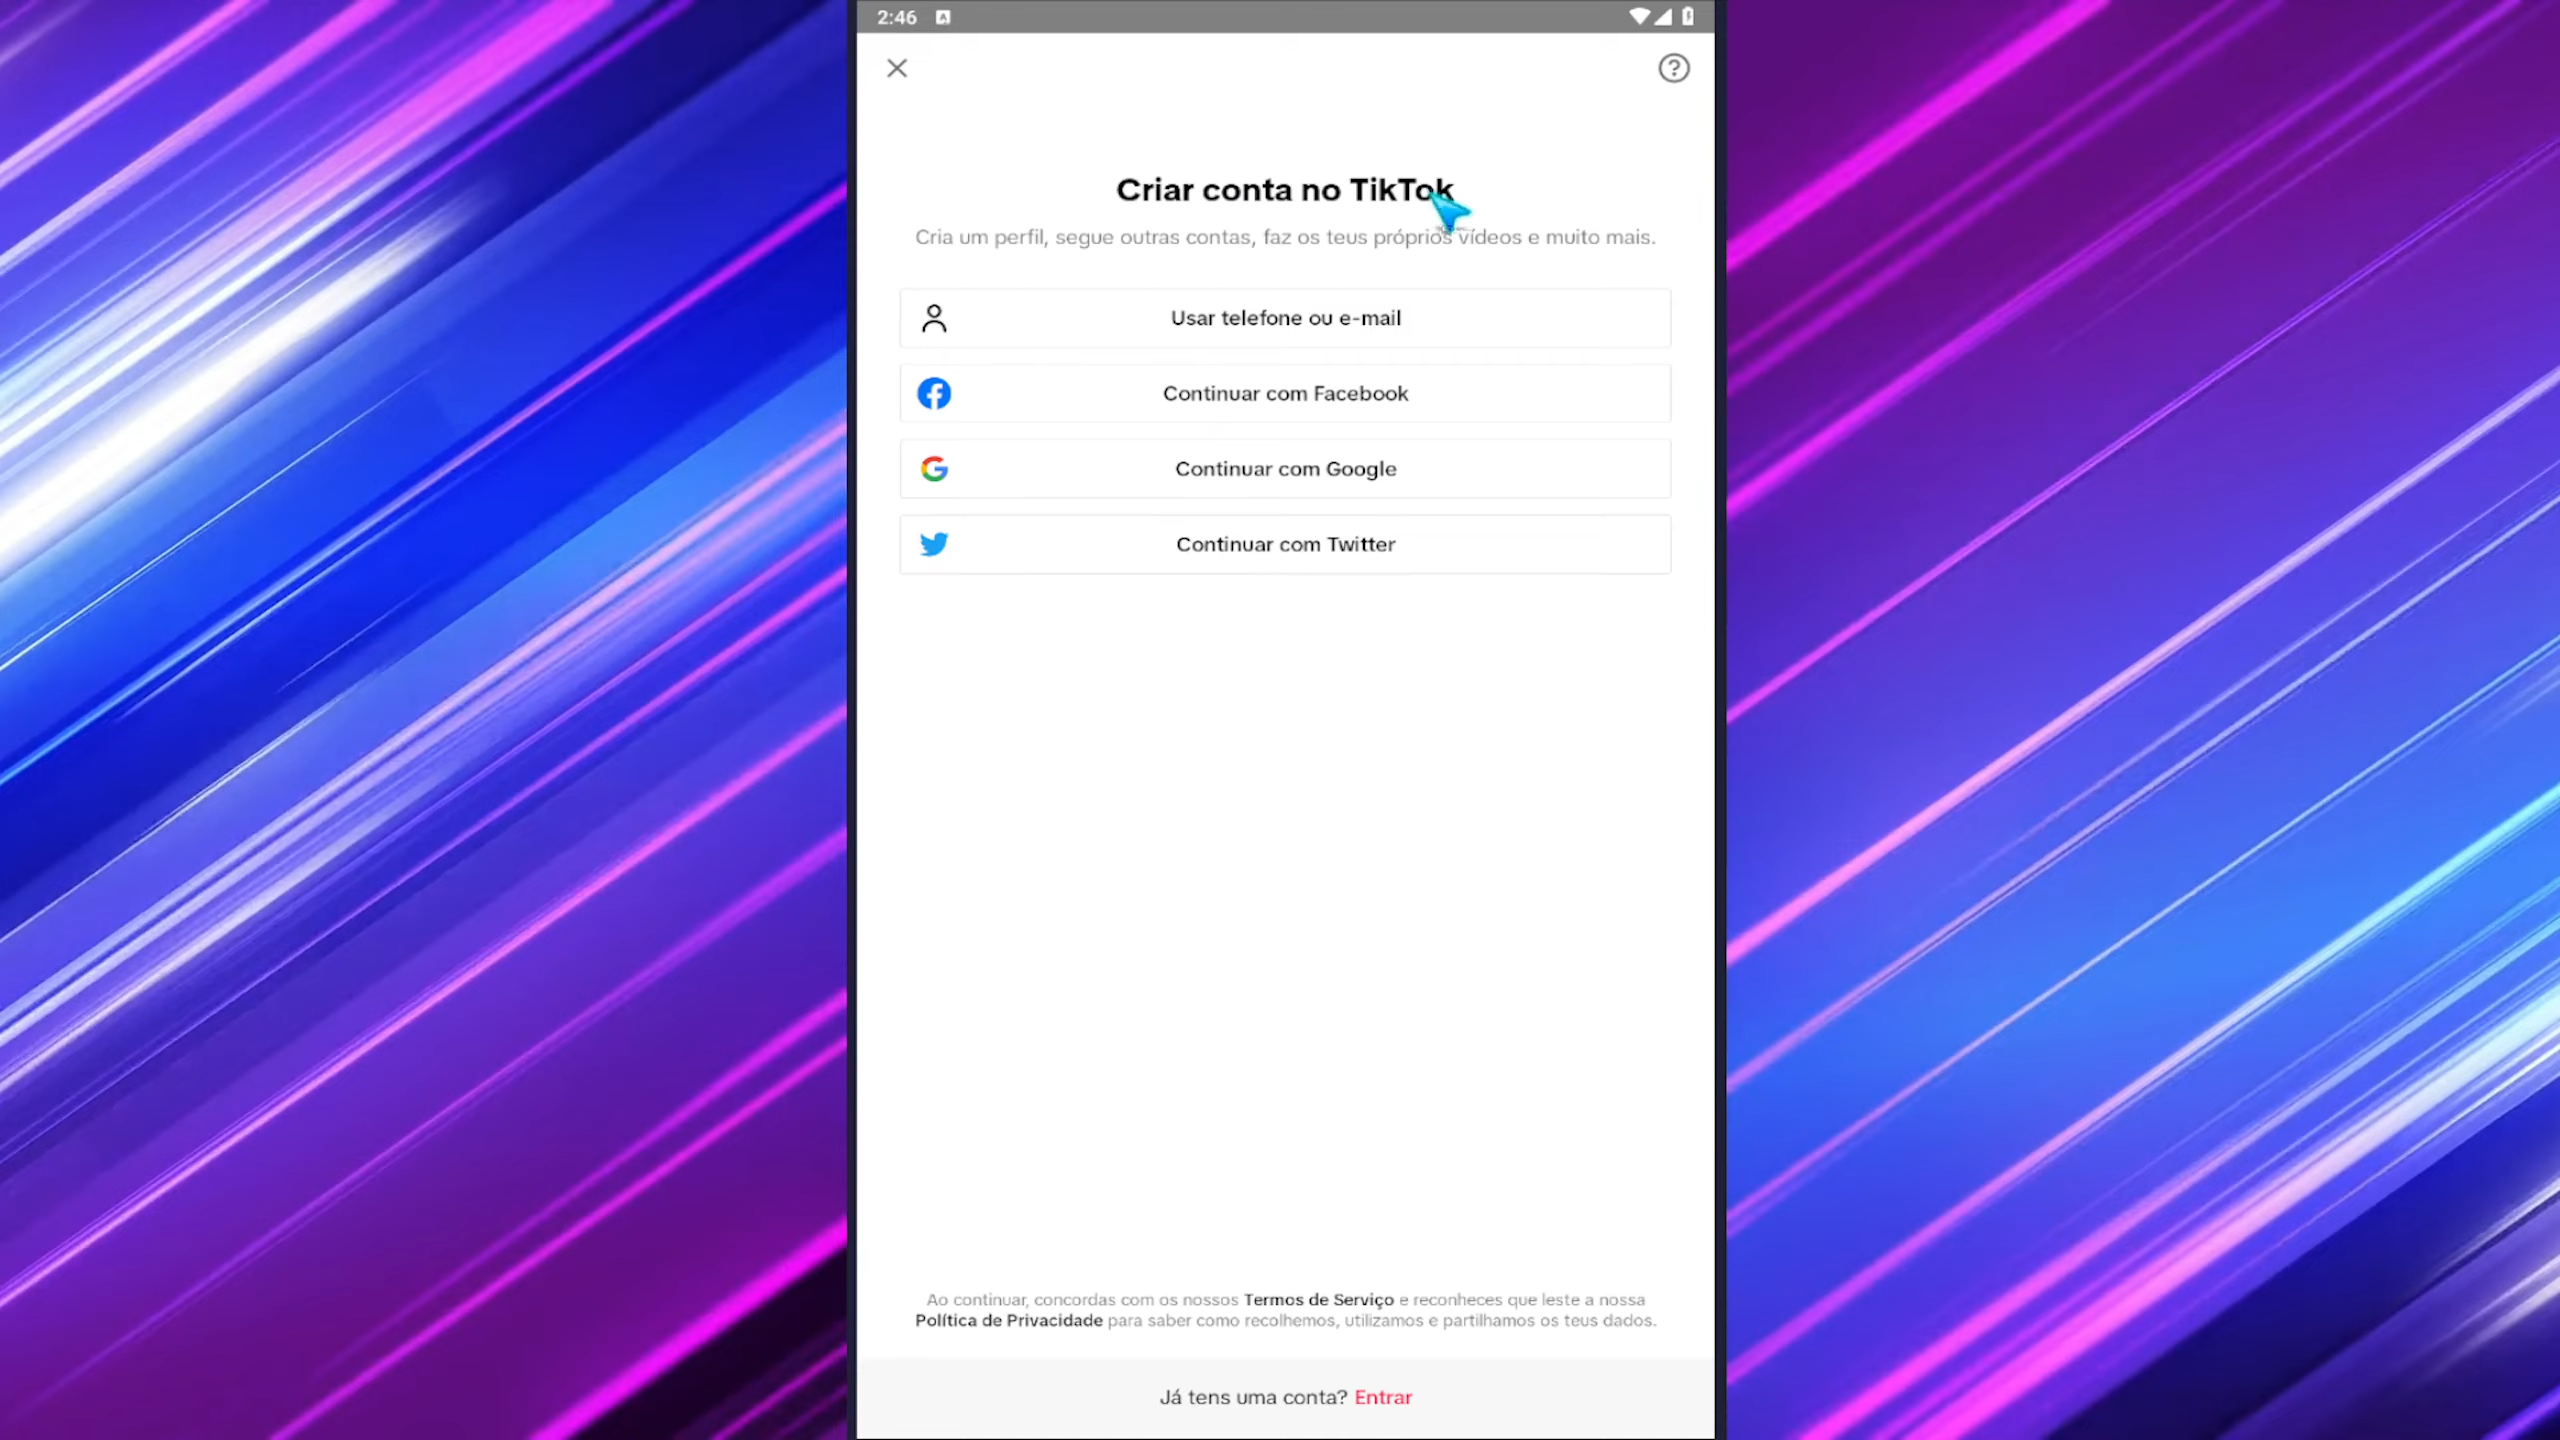 2:46
Criar conta no TikTok
Cria um perfil, segue outras contas, faz os teus próprios vídeos e muito mais.
Usar telefone ou e-mail
Continuar com Facebook
Continuar com Google
Continuar com Twitter
Ao continuar, concordas com os nossos Termos de Serviço e reconheces que leste a nossa
Política de Privacidade para saber como recolhemos, utilizamos e partilhamos os teus dados.
Já tens uma conta? Entrar